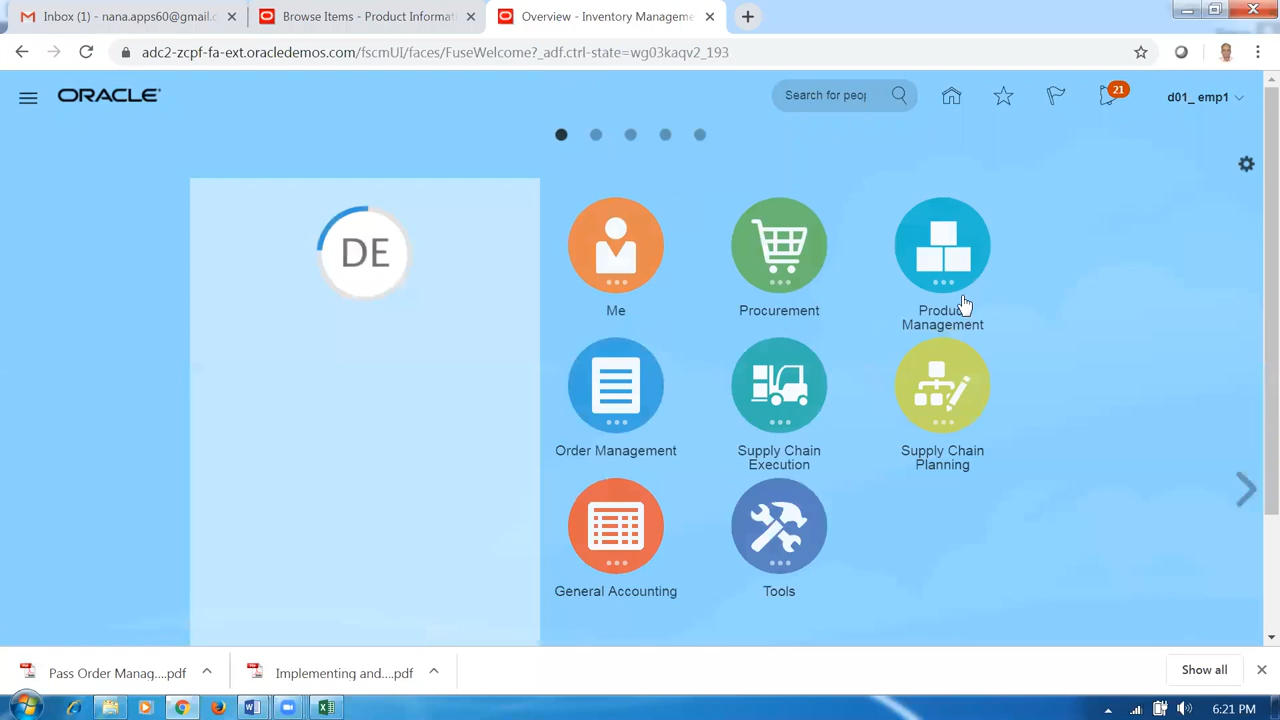 Inbox (1) - nana.apps60@gmail.c
Browse Items - Product Informat
Overview - Inventory Manageme
adc2-zcpf-fa-ext.oracledemos.com/fscmUI/faces/FuseWelcome?_adf.ctrl-state=wg03kaqv2_193
ORACLE
Search for peop
21
d01_ emp1
DE
Me
Procurement
Product
Management
Order Management
Supply Chain
Execution
Supply Chain
Planning
General Accounting
Tools
Pass Order Manag....pdf
Implementing and....pdf
Show all
6:21 PM